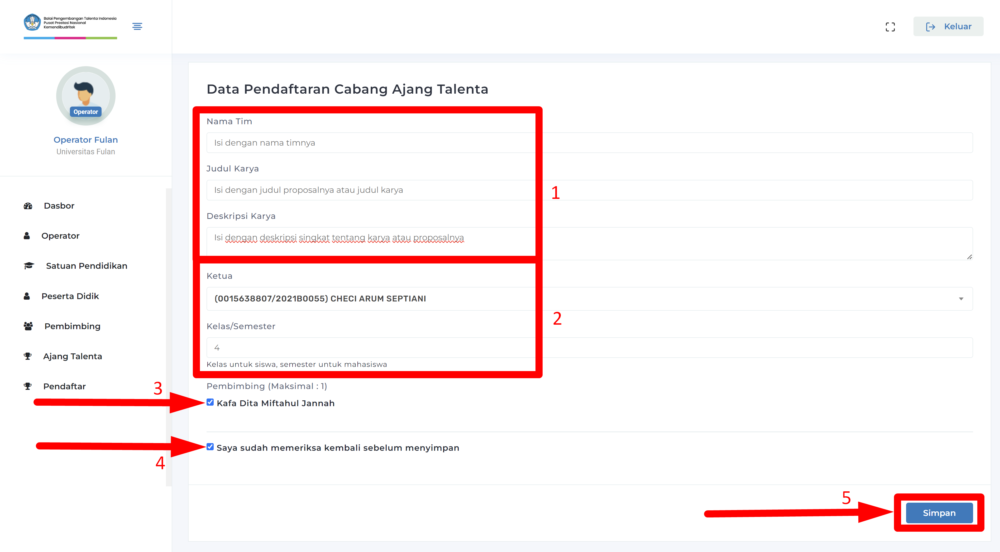 Balai Pengembangan Talenta Indonesia
Pusat Prestasi Nasional
Kemendibudritek
Keluar
Operator
Operator Fulan
Universitas Fulan
Dasbor
Operator
Satuan Pendidikan
Peserta Didik
Pembimbing
Ajang Talenta
Pendaftar
Data Pendaftaran Cabang Ajang Talenta
Nama Tim
Isi dengan nama timnya
Judul Karya
Isi dengan judul proposalnya atau judul karya
1
Deskripsi Karya
Isi dengan deskripsi singkat tentang karya atau proposalnya
Ketua
(0015638807/2021B0055) CHECI ARUM SEPTIANI
2
Kelas/Semester
4
Kelas untuk siswa, semester untuk mahasiswa
Pembimbing (Maksimal : 1)
3
Kafa Dita Miftahul Jannah
Saya sudah memeriksa kembali sebelum menyimpan
4
5
Simpan